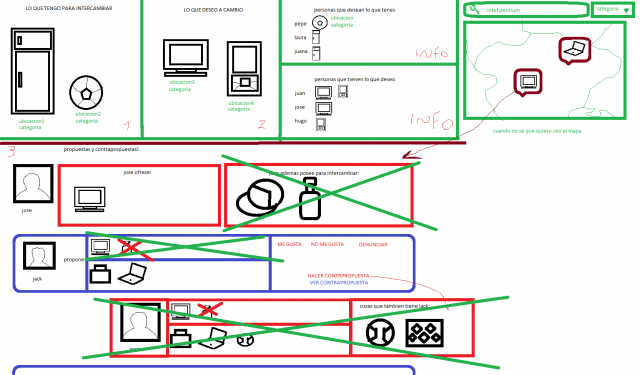 LO QUE TENGO PARA INTERCAMBIAR
ubicacion1
categoria
ubicacion2
categoria
1
LO QUE DESEO A CAMBIO
ubicacion3
categoria
ubicacion4
categoria
2
personas que desean lo que tenes
pepe
ubicacion
categoria
laura
juana
INFO
personas que tienen lo que deseo
juan
jose
hugo
INFO
intel pentium
categoria
cuando no se que quiero uso el mapa
3
propuestas y contrapropuestas!
jose ofrece:
jose
ademas posee para intercambiar:
jack
propone
ME GUSTA
NO ME GUSTA
DENUNCIAR
HACER CONTRPROPUESTA
VER CONTRAPROPUESTA
cosas que tambien tiene jack: